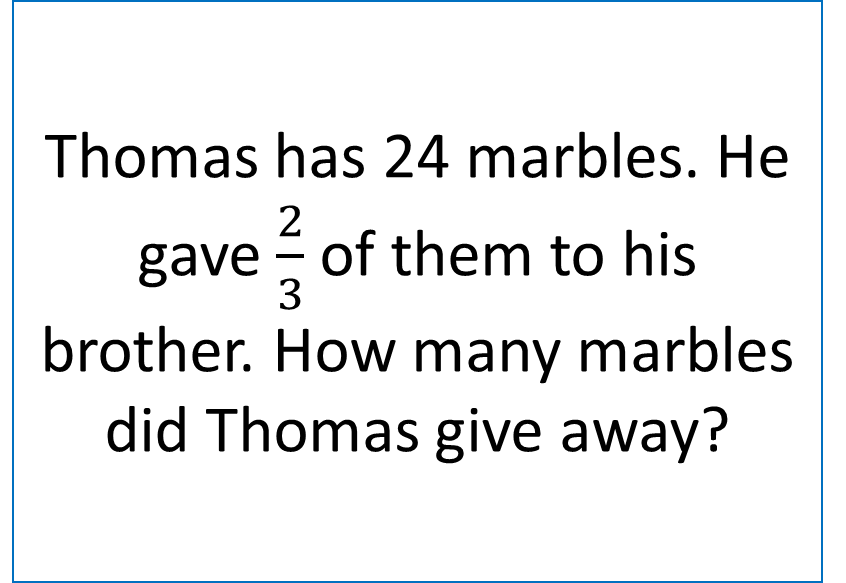 Thomas has 24 marbles. He
gave 2/3 of them to his
brother. How many marbles
did Thomas give away?